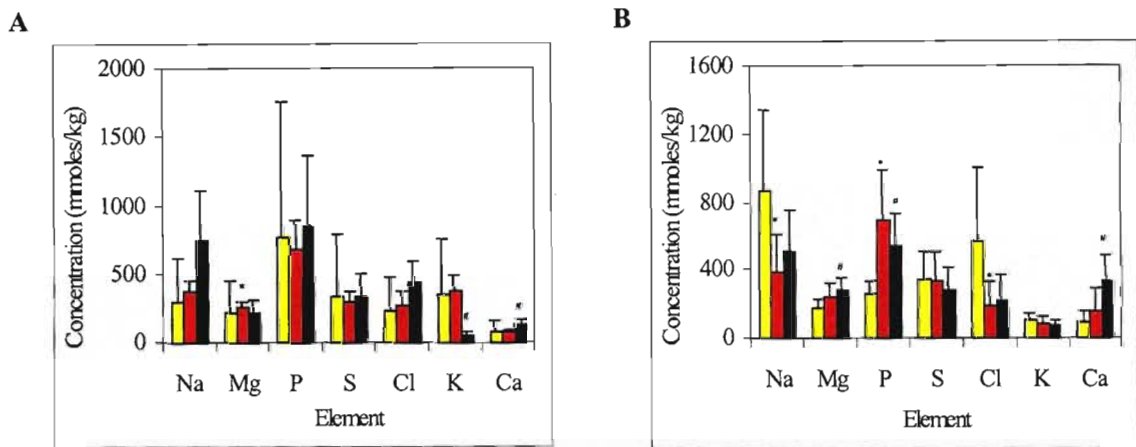 A
2000
1500
1000
500
0
Concentration (mmoles/kg)
*
#
#
Na Mg P S Cl K Ca
Element
B
1600
1200
800
400
0
Concentration (mmoles/kg)
*
#
*
#
*
#
Na Mg P S Cl K Ca
Element